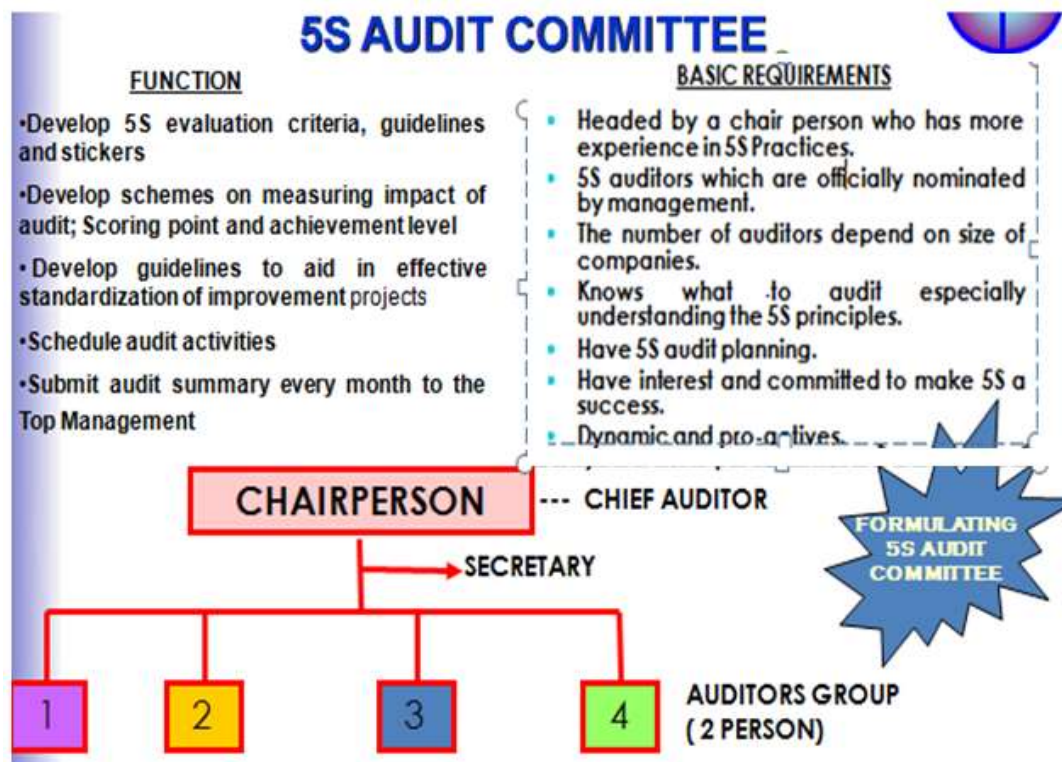 5S AUDIT COMMITTEE
FUNCTION
•Develop 5S evaluation criteria, guidelines
and stickers
•Develop schemes on measuring impact of
audit; Scoring point and achievement level
• Develop guidelines to aid in effective
standardization of improvement projects
•Schedule audit activities
•Submit audit summary every month to the
Top Management
BASIC REQUIREMENTS
• Headed by a chair person who has more
experience in 5S Practices.
• 5S auditors which are officially nominated
by management.
• The number of auditors depend on size of
companies.
• Knows what to audit especially
understanding the 5S principles.
• Have 5S audit planning.
• Have interest and committed to make 5S a
success.
• Dynamic and pro-actives.
CHAIRPERSON --- CHIEF AUDITOR
SECRETARY
FORMULATING
5S AUDIT
COMMITTEE
1 2 3 4
AUDITORS GROUP
( 2 PERSON)